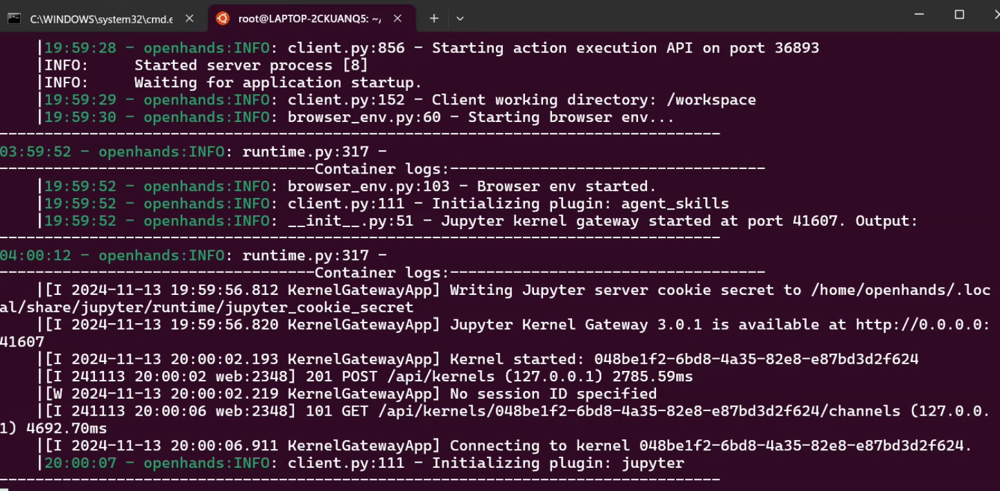 C:\WINDOWS\system32\cmd.e
root@LAPTOP-2CKUANQ5: ~/
|19:59:28 - openhands:INFO: client.py:856 - Starting action execution API on port 36893
|INFO:     Started server process [8]
|INFO:     Waiting for application startup.
|19:59:29 - openhands:INFO: client.py:152 - Client working directory: /workspace
|19:59:30 - openhands:INFO: browser_env.py:60 - Starting browser env...
--------------------------------------------------------------------------------
03:59:52 - openhands:INFO: runtime.py:317 -
-----------------------------------Container logs:-----------------------------------
|19:59:52 - openhands:INFO: browser_env.py:103 - Browser env started.
|19:59:52 - openhands:INFO: client.py:111 - Initializing plugin: agent_skills
|19:59:52 - openhands:INFO: __init__.py:51 - Jupyter kernel gateway started at port 41607. Output:
--------------------------------------------------------------------------------
04:00:12 - openhands:INFO: runtime.py:317 -
-----------------------------------Container logs:-----------------------------------
|[I 2024-11-13 19:59:56.812 KernelGatewayApp] Writing Jupyter server cookie secret to /home/openhands/.loc
al/share/jupyter/runtime/jupyter_cookie_secret
|[I 2024-11-13 19:59:56.820 KernelGatewayApp] Jupyter Kernel Gateway 3.0.1 is available at http://0.0.0.0:
41607
|[I 2024-11-13 20:00:02.193 KernelGatewayApp] Kernel started: 048be1f2-6bd8-4a35-82e8-e87bd3d2f624
|[I 241113 20:00:02 web:2348] 201 POST /api/kernels (127.0.0.1) 2785.59ms
|[W 2024-11-13 20:00:02.219 KernelGatewayApp] No session ID specified
|[I 241113 20:00:06 web:2348] 101 GET /api/kernels/048be1f2-6bd8-4a35-82e8-e87bd3d2f624/channels (127.0.0.
1) 4692.70ms
|[I 2024-11-13 20:00:06.911 KernelGatewayApp] Connecting to kernel 048be1f2-6bd8-4a35-82e8-e87bd3d2f624.
|20:00:07 - openhands:INFO: client.py:111 - Initializing plugin: jupyter
--------------------------------------------------------------------------------